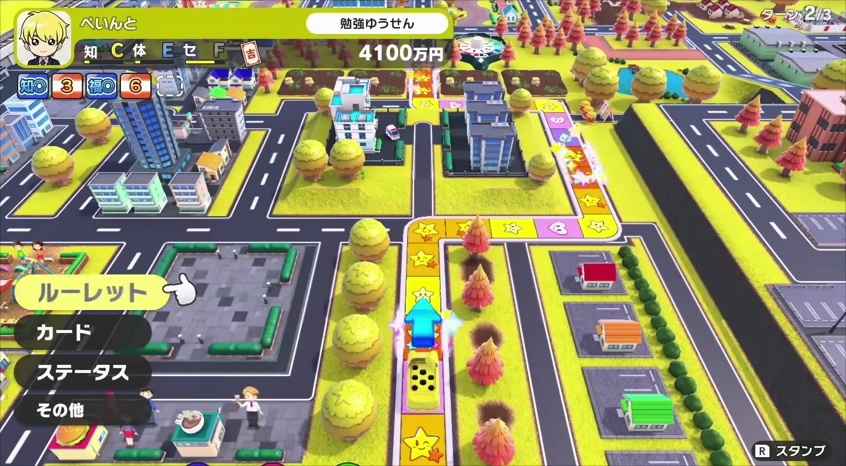 ぺいんと
勉強ゆうせん
ターン 2/3
知 C 体 E セ F 吉
4100万円
知◎ 3 福◎ 6
ルーレット
カード
ステータス
その他
R スタンプ